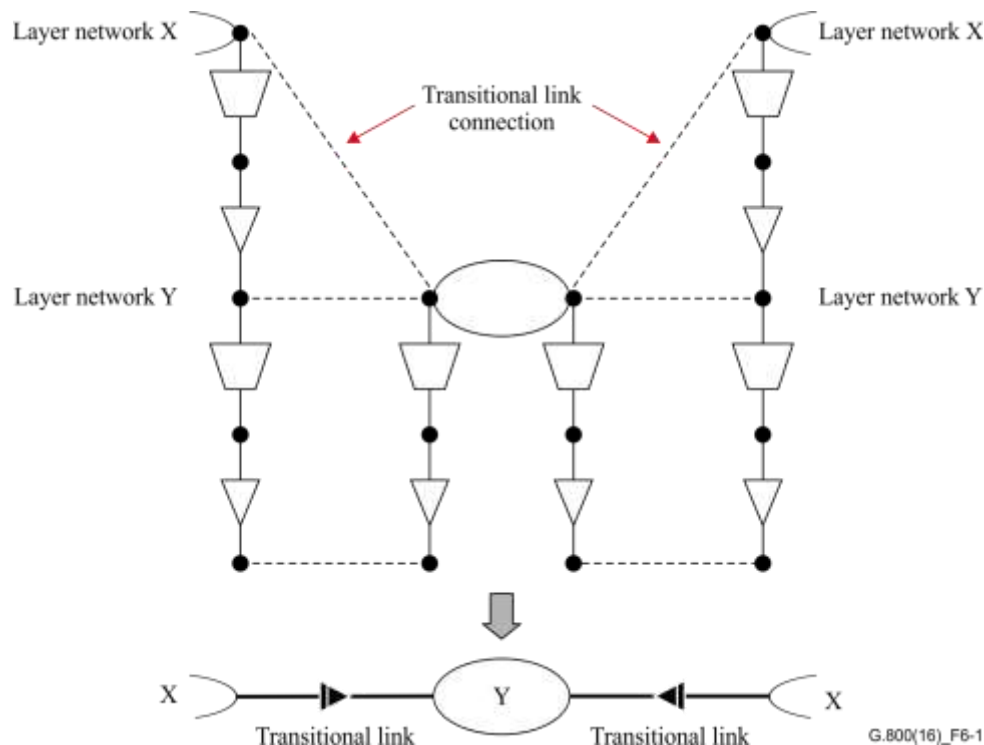 Layer network X
Layer network X
Transitional link
connection
Layer network Y
Layer network Y
X
Y
X
Transitional link
Transitional link
G.800(16)_F6-1